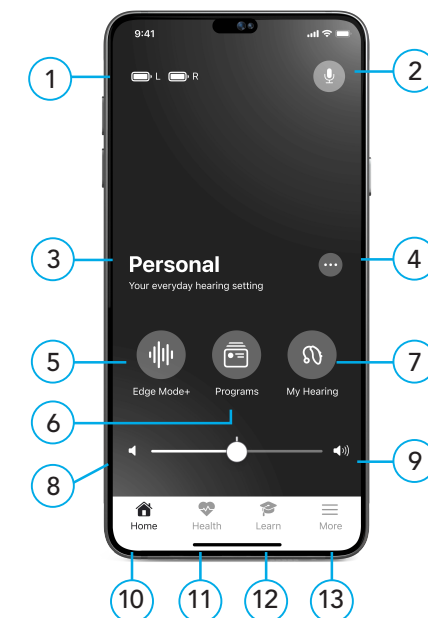 9:41
1
L R
2
3
Personal
4
Your everyday hearing setting
5
7
Edge Mode+ Programs My Hearing
6
8
9
Home Health Learn More
10 11 12 13